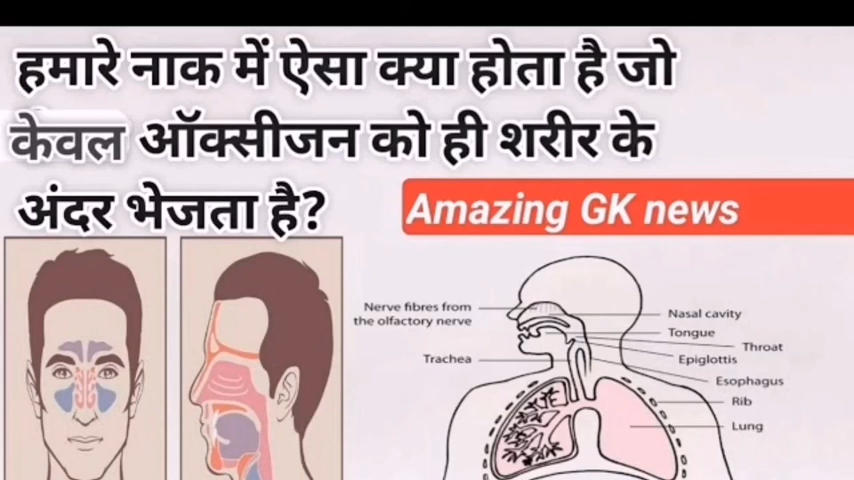 हमारे नाक में ऐसा क्या होता है जो
केवल ऑक्सीजन को ही शरीर के
अंदर भेजता है?
Amazing GK news
Nerve fibres from
the olfactory nerve
Trachea
Nasal cavity
Tongue
Throat
Epiglottis
Esophagus
Rib
Lung